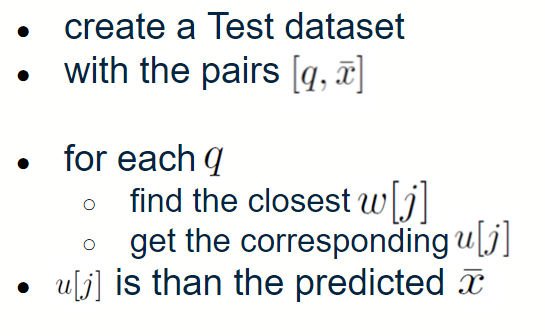 ● create a Test dataset
● with the pairs [q, x̄]
● for each q
○ find the closest w[j]
○ get the corresponding u[j]
● u[j] is than the predicted x̄